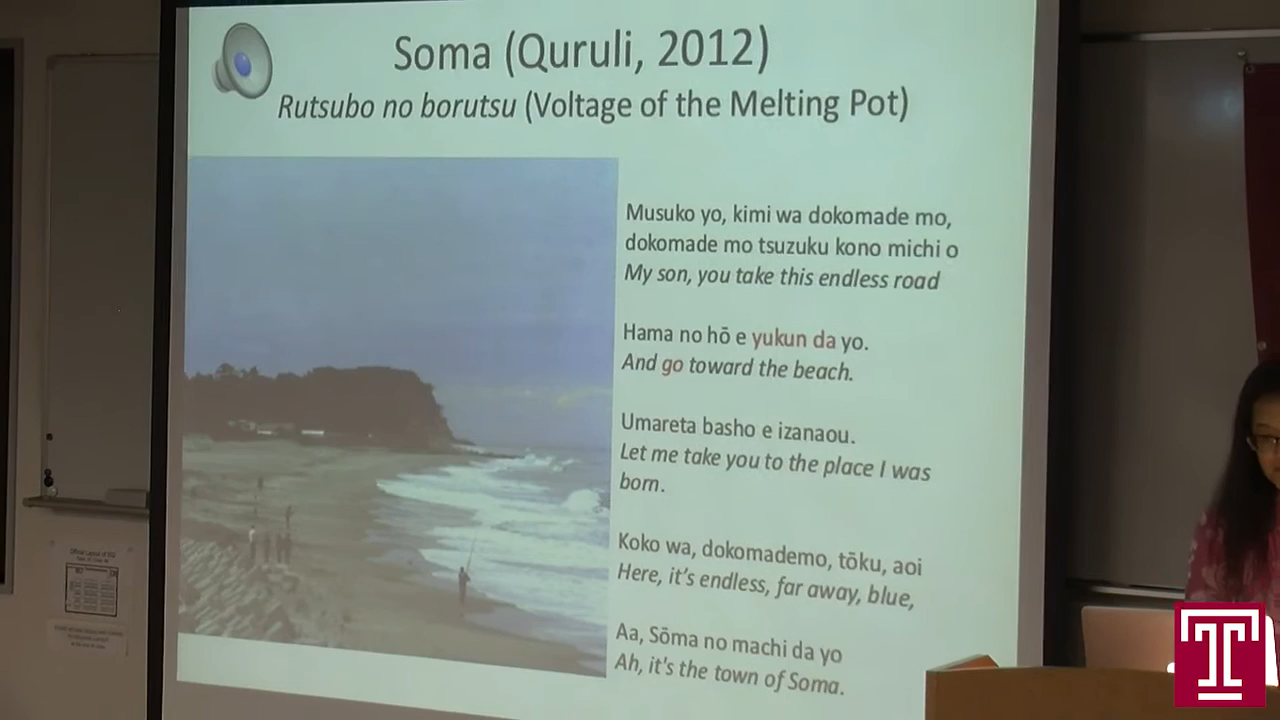 Soma (Quruli, 2012)
Rutsubo no borutsu (Voltage of the Melting Pot)
Musuko yo, kimi wa dokomade mo,
dokomade mo tsuzuku kono michi o
My son, you take this endless road
Hama no hō e yukun da yo.
And go toward the beach.
Umareta basho e izanaou.
Let me take you to the place I was
born.
Koko wa, dokomademo, tōku, aoi
Here, it's endless, far away, blue,
Aa, Sōma no machi da yo
Ah, it's the town of Soma.
T